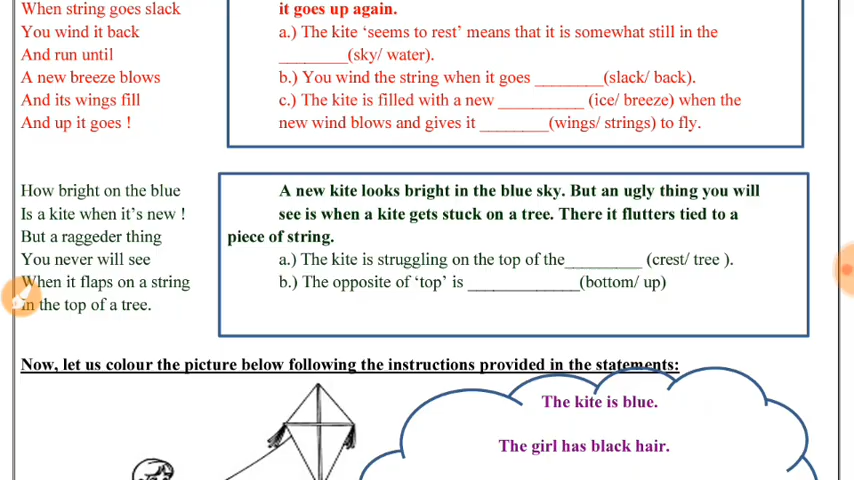 When string goes slack
You wind it back
And run until
A new breeze blows
And its wings fill
And up it goes !
it goes up again.
a.) The kite ‘seems to rest’ means that it is somewhat still in the
________(sky/ water).
b.) You wind the string when it goes ________(slack/ back).
c.) The kite is filled with a new __________ (ice/ breeze) when the
new wind blows and gives it ________(wings/ strings) to fly.
How bright on the blue
Is a kite when it’s new !
But a raggeder thing
You never will see
When it flaps on a string
In the top of a tree.
A new kite looks bright in the blue sky. But an ugly thing you will
see is when a kite gets stuck on a tree. There it flutters tied to a
piece of string.
a.) The kite is struggling on the top of the_________ (crest/ tree ).
b.) The opposite of ‘top’ is _____________(bottom/ up)
Now, let us colour the picture below following the instructions provided in the statements:
The kite is blue.
The girl has black hair.